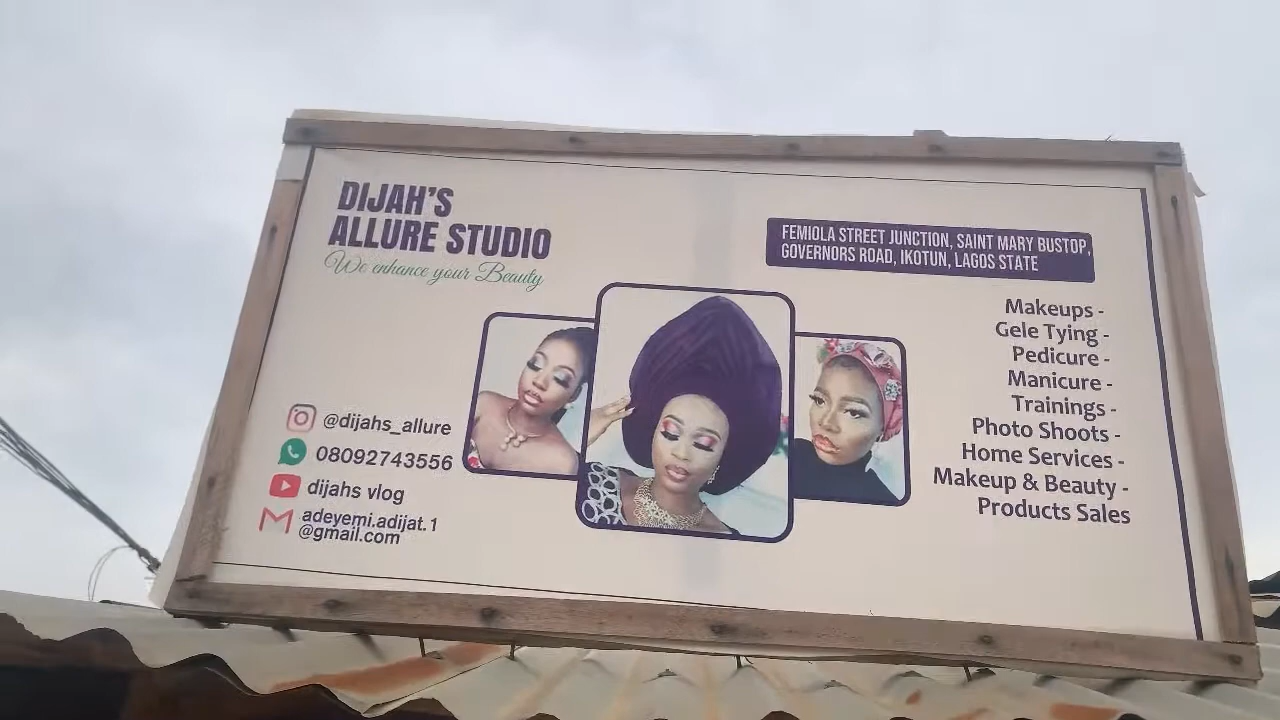 DIJAH'S
ALLURE STUDIO
We enhance your Beauty
FEMIOLA STREET JUNCTION, SAINT MARY BUSTOP,
GOVERNORS ROAD, IKOTUN, LAGOS STATE
Makeups -
Gele Tying -
Pedicure -
Manicure -
Trainings -
Photo Shoots -
Home Services -
Makeup & Beauty -
Products Sales
@dijahs_allure
08092743556
dijahs vlog
adeyemi.adijat.1
@gmail.com